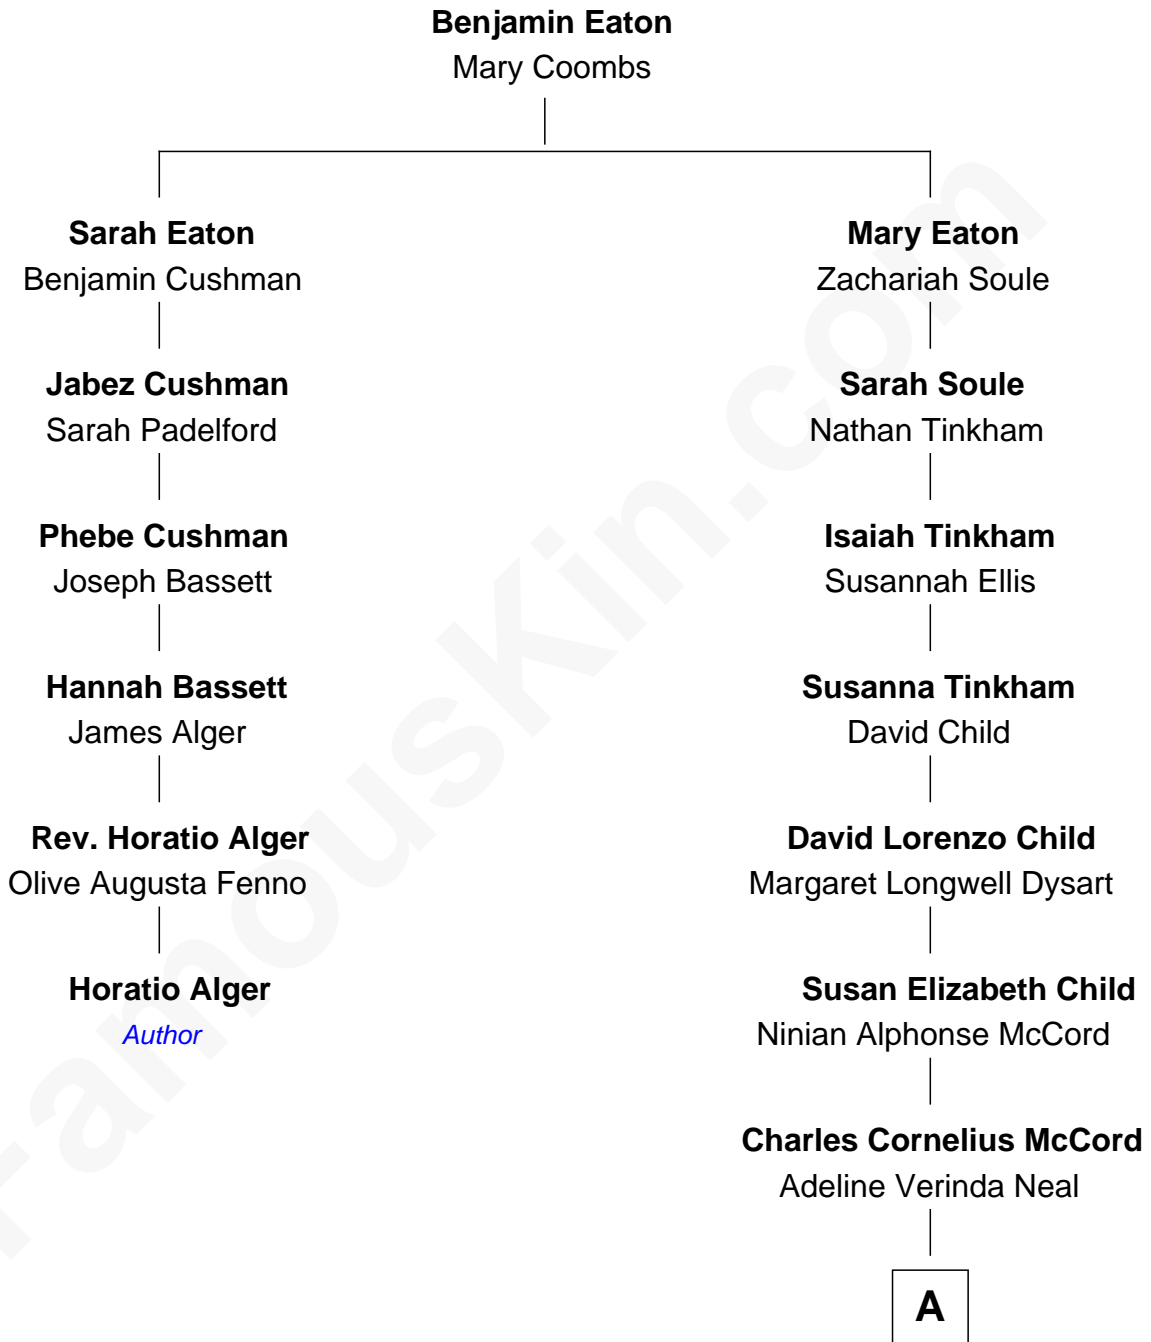 Benjamin Eaton
Mary Coombs
Sarah Eaton
Benjamin Cushman
Mary Eaton
Zachariah Soule
Jabez Cushman
Sarah Padelford
Sarah Soule
Nathan Tinkham
Phebe Cushman
Joseph Bassett
Isaiah Tinkham
Susannah Ellis
Hannah Bassett
James Alger
Susanna Tinkham
David Child
Rev. Horatio Alger
Olive Augusta Fenno
David Lorenzo Child
Margaret Longwell Dysart
Horatio Alger
Author
Susan Elizabeth Child
Ninian Alphonse McCord
Charles Cornelius McCord
Adeline Verinda Neal
A
FamousKin.com